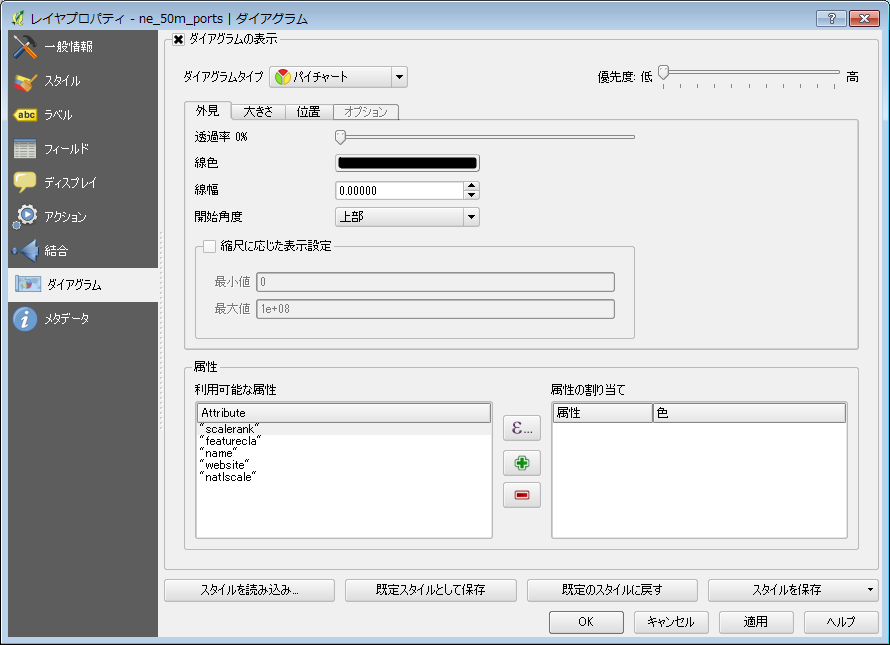 レイヤプロパティ - ne_50m_ports | ダイアグラム
一般情報
スタイル
abc ラベル
フィールド
ディスプレイ
アクション
結合
ダイアグラム
メタデータ
ダイアグラムの表示
ダイアグラムタイプ パイチャート 優先度: 低 高
外見 大きさ 位置 オプション
透過率 0%
線色
線幅 0.00000
開始角度 上部
縮尺に応じた表示設定
最小値 0
最大値 1e+08
属性
利用可能な属性 属性の割り当て
Attribute 属性 色
"scalerank"
"featurecla"
"name"
"website"
"natlscale"
ε...
スタイルを読み込み... 既定スタイルとして保存 既定のスタイルに戻す スタイルを保存
OK キャンセル 適用 ヘルプ